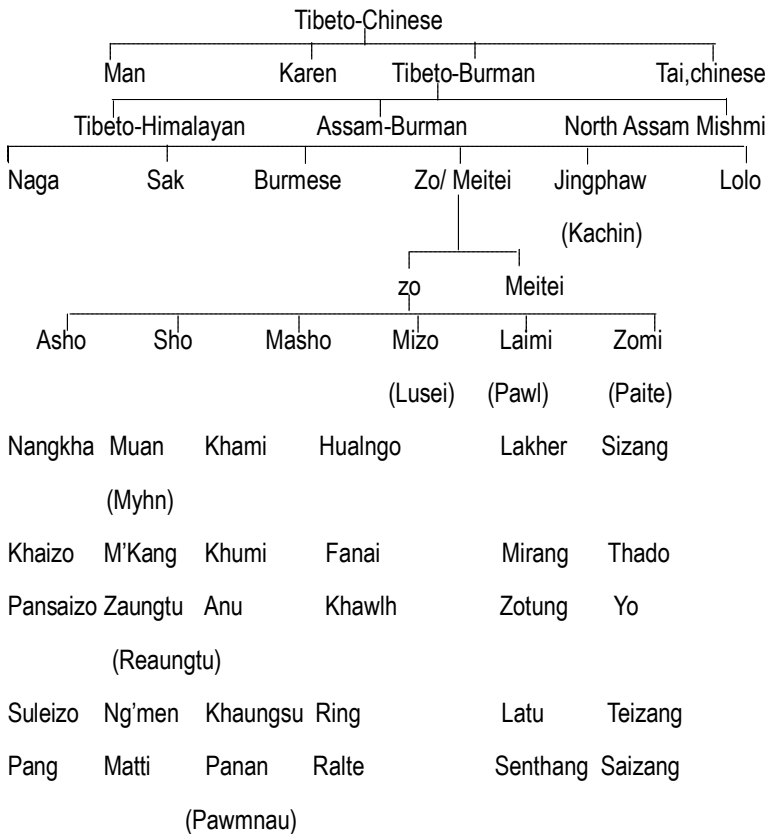 Tibeto-Chinese
Man Karen Tibeto-Burman Tai,chinese
Tibeto-Himalayan Assam-Burman North Assam Mishmi
Naga Sak Burmese Zo/ Meitei Jingphaw Lolo
(Kachin)
zo Meitei
Asho Sho Masho Mizo Laimi Zomi
(Lusei) (Pawl) (Paite)
Nangkha Muan Khami Hualngo Lakher Sizang
(Myhn)
Khaizo M’Kang Khumi Fanai Mirang Thado
Pansaizo Zaungtu Anu Khawlh Zotung Yo
(Reaungtu)
Suleizo Ng’men Khaungsu Ring Latu Teizang
Pang Matti Panan Ralte Senthang Saizang
(Pawmnau)